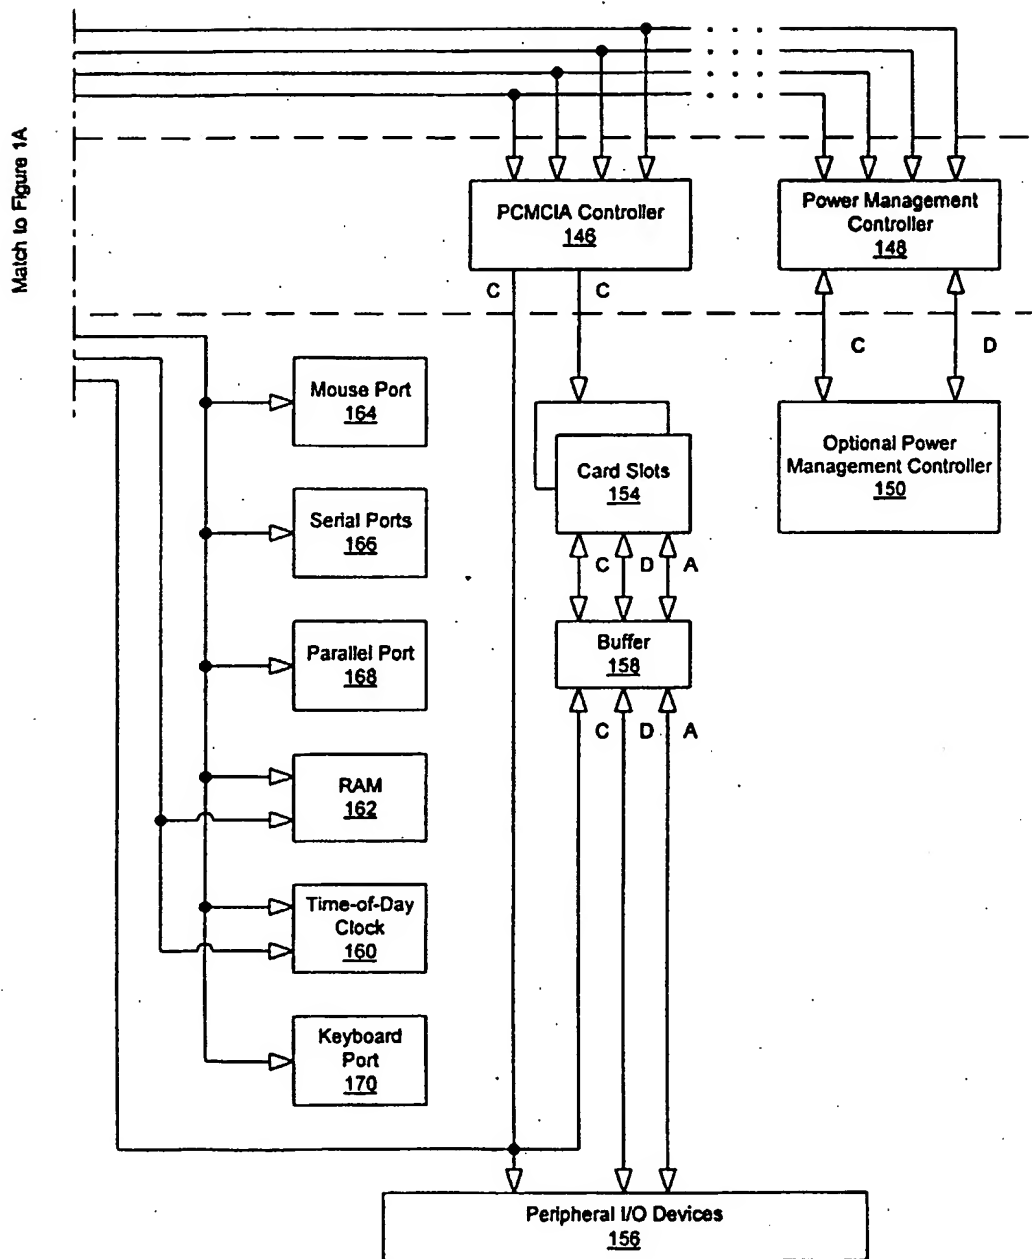 Match to Figure 1A
PCMCIA Controller
146
Power Management
Controller
148
C
C
C
D
Mouse Port
164
Optional Power
Management Controller
150
Card Slots
154
Serial Ports
166
C D A
Parallel Port
168
Buffer
158
C D A
RAM
162
Time-of-Day
Clock
160
Keyboard
Port
170
Peripheral I/O Devices
156